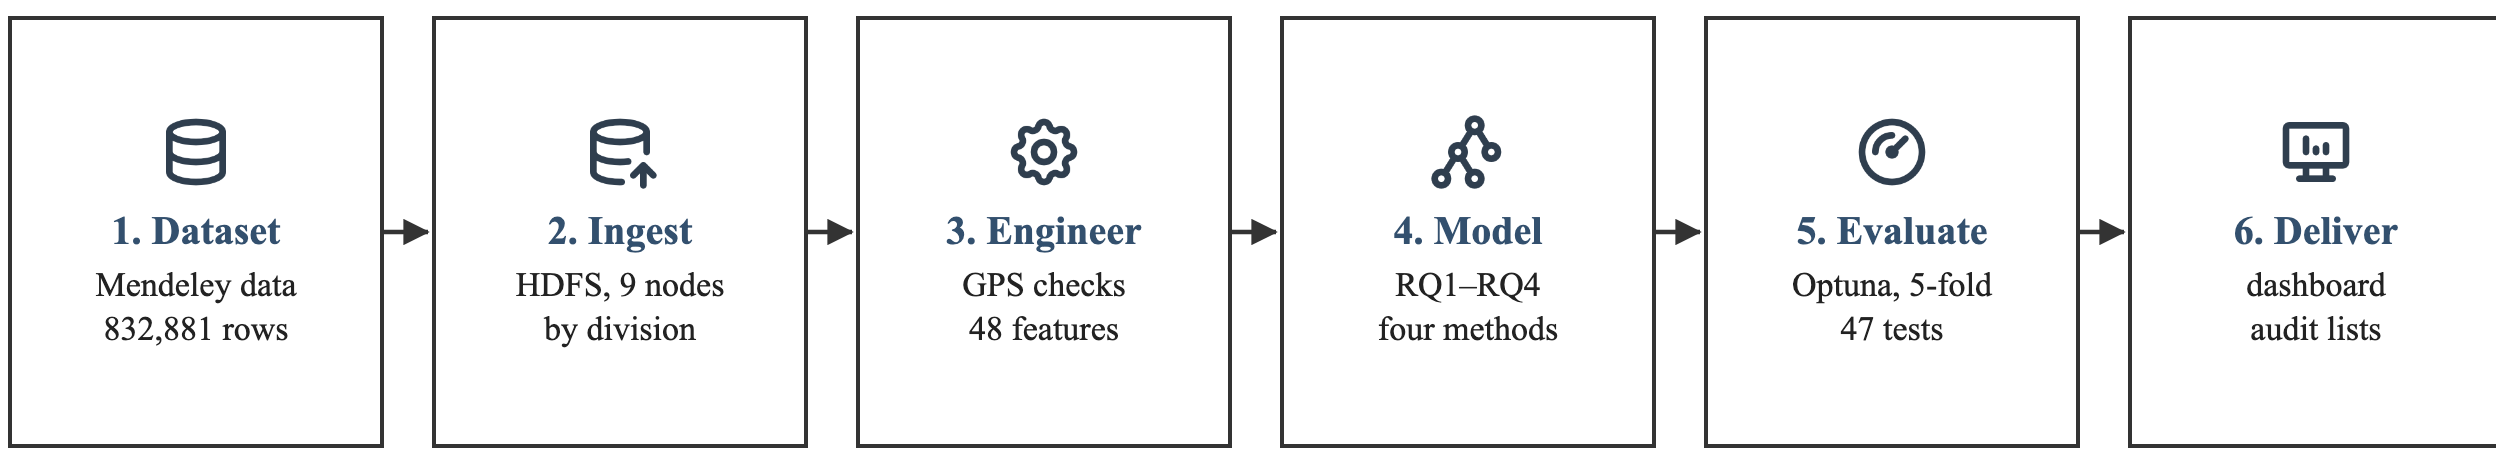 1. Dataset
Mendeley data
832,881 rows
2. Ingest
HDFS, 9 nodes
by division
3. Engineer
GPS checks
48 features
4. Model
RQ1–RQ4
four methods
5. Evaluate
Optuna, 5-fold
47 tests
6. Deliver
dashboard
audit lists